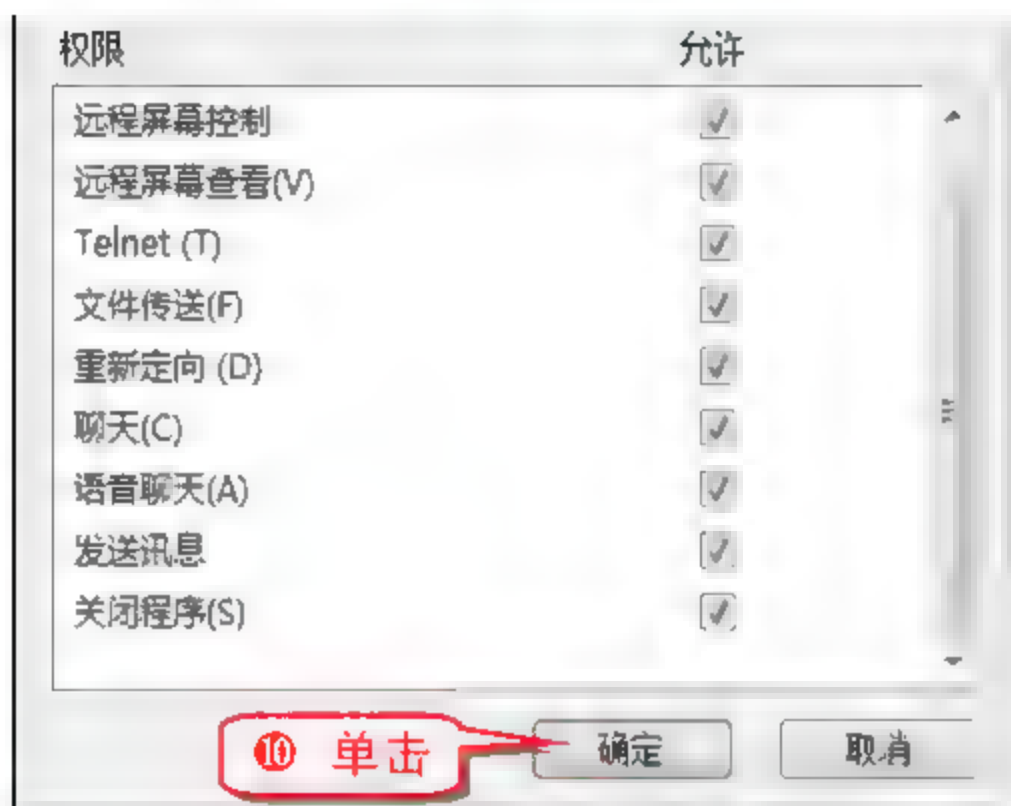 权限 允许
远程屏幕控制
远程屏幕查看(V)
Telnet (T)
文件传送(F)
重新定向 (D)
聊天(C)
语音聊天(A)
发送讯息
关闭程序(S)
⑩ 单击 确定 取消